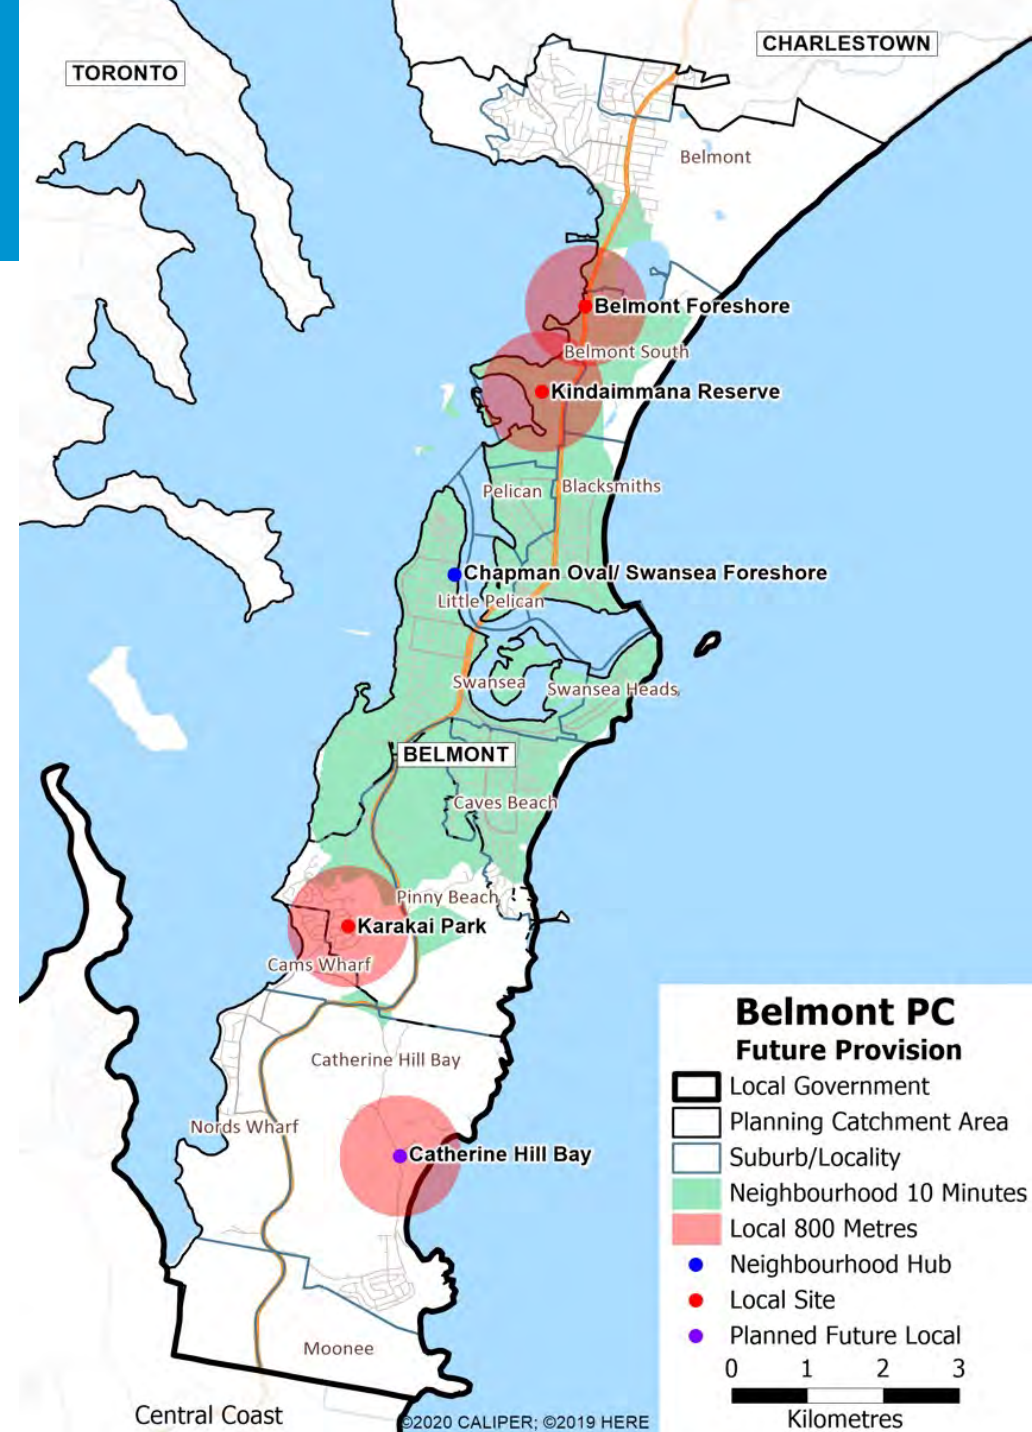 CHARLESTOWN
TORONTO
Belmont
Belmont Foreshore
Belmont South
Kindaimmana Reserve
Pelican
Blacksmiths
Chapman Oval/ Swansea Foreshore
Little Pelican
Swansea
Swansea Heads
BELMONT
Caves Beach
Pinny Beach
Karakai Park
Cams Wharf
Catherine Hill Bay
Nords Wharf
Catherine Hill Bay
Moonee
Central Coast
©2020 CALIPER; ©2019 HERE
Belmont PC
Future Provision
Local Government
Planning Catchment Area
Suburb/Locality
Neighbourhood 10 Minutes
Local 800 Metres
Neighbourhood Hub
Local Site
Planned Future Local
0 1 2 3
Kilometres